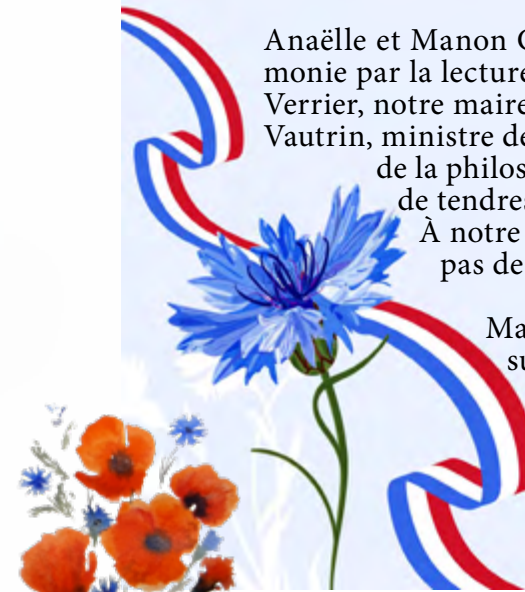 Anaëlle et Manon
monie par la lecture
Verrier, notre maire
Vautrin, ministre de
de la philos
de tendrea
À notre
pas de
Ma
su